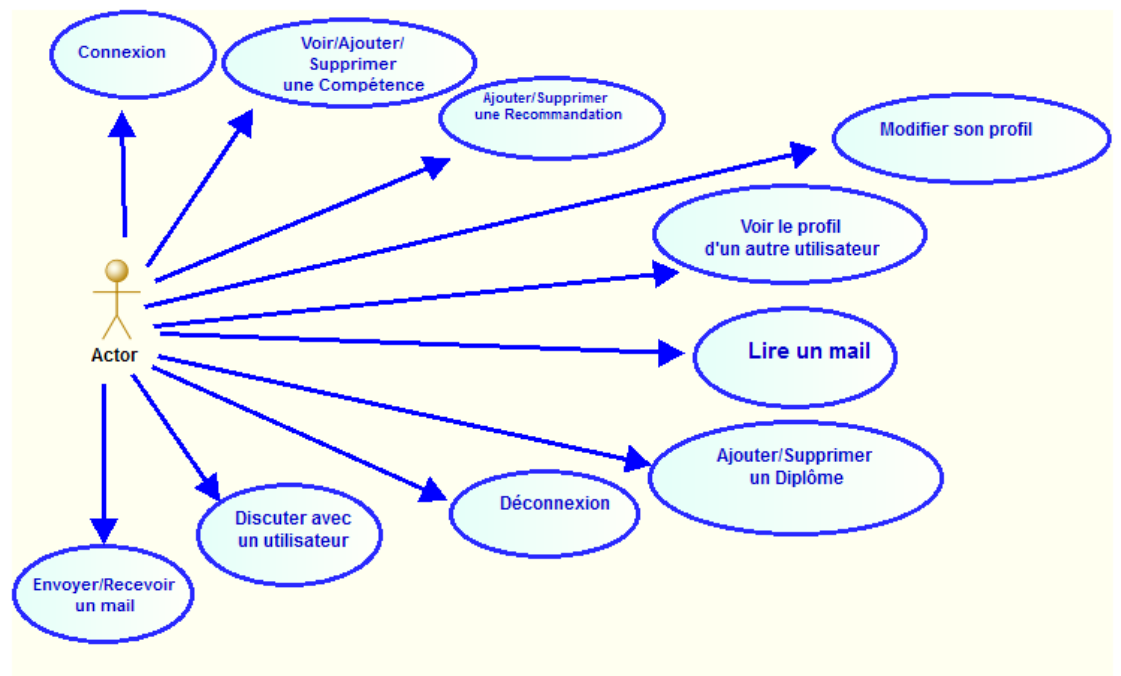 Connexion
Voir/Ajouter/
Supprimer
une Compétence
Ajouter/Supprimer
une Recommandation
Modifier son profil
Voir le profil
d'un autre utilisateur
Lire un mail
Actor
Ajouter/Supprimer
un Diplôme
Déconnexion
Discuter avec
un utilisateur
Envoyer/Recevoir
un mail